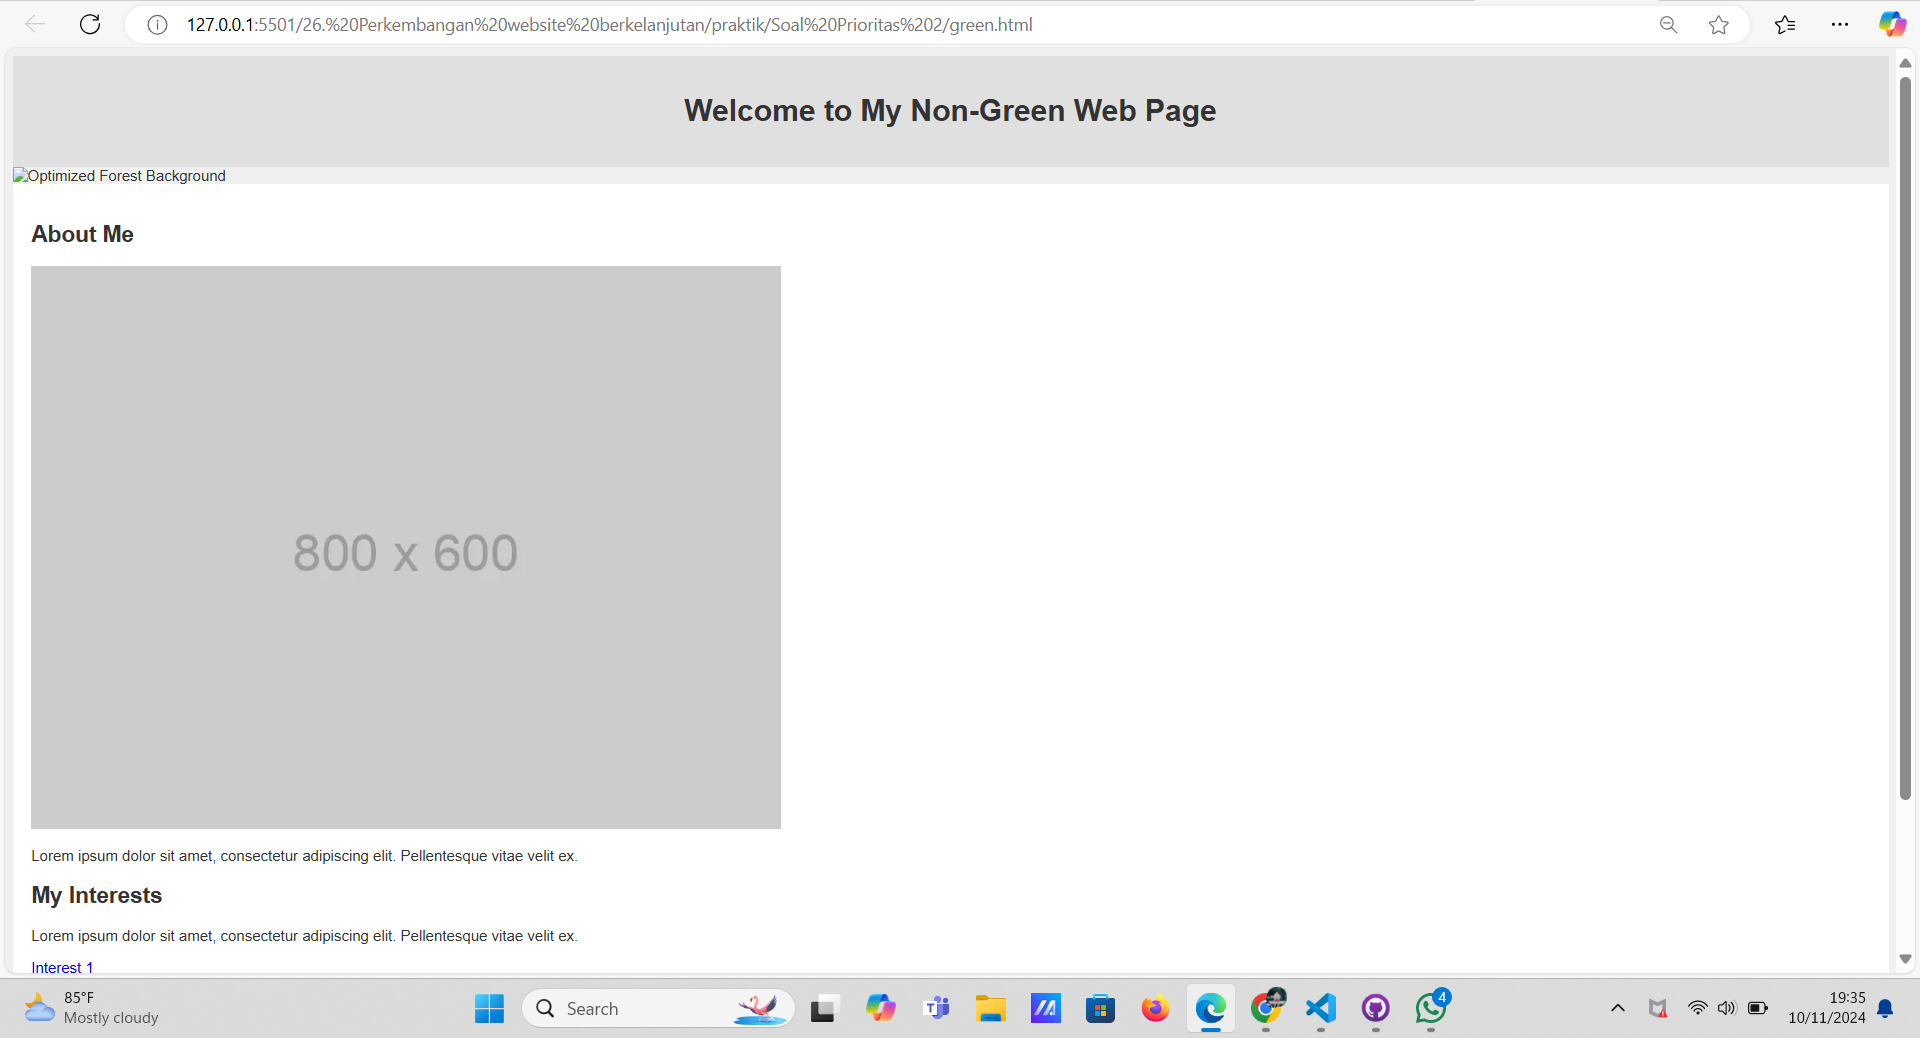 127.0.0.1:5501/26.%20Perkembangan%20website%20berkelanjutan/praktik/Soal%20Prioritas%202/green.html
Welcome to My Non-Green Web Page
Optimized Forest Background
About Me
800 x 600
Lorem ipsum dolor sit amet, consectetur adipiscing elit. Pellentesque vitae velit ex.
My Interests
Lorem ipsum dolor sit amet, consectetur adipiscing elit. Pellentesque vitae velit ex.
Interest 1
85°F
Mostly cloudy
Search
4
19:35
10/11/2024